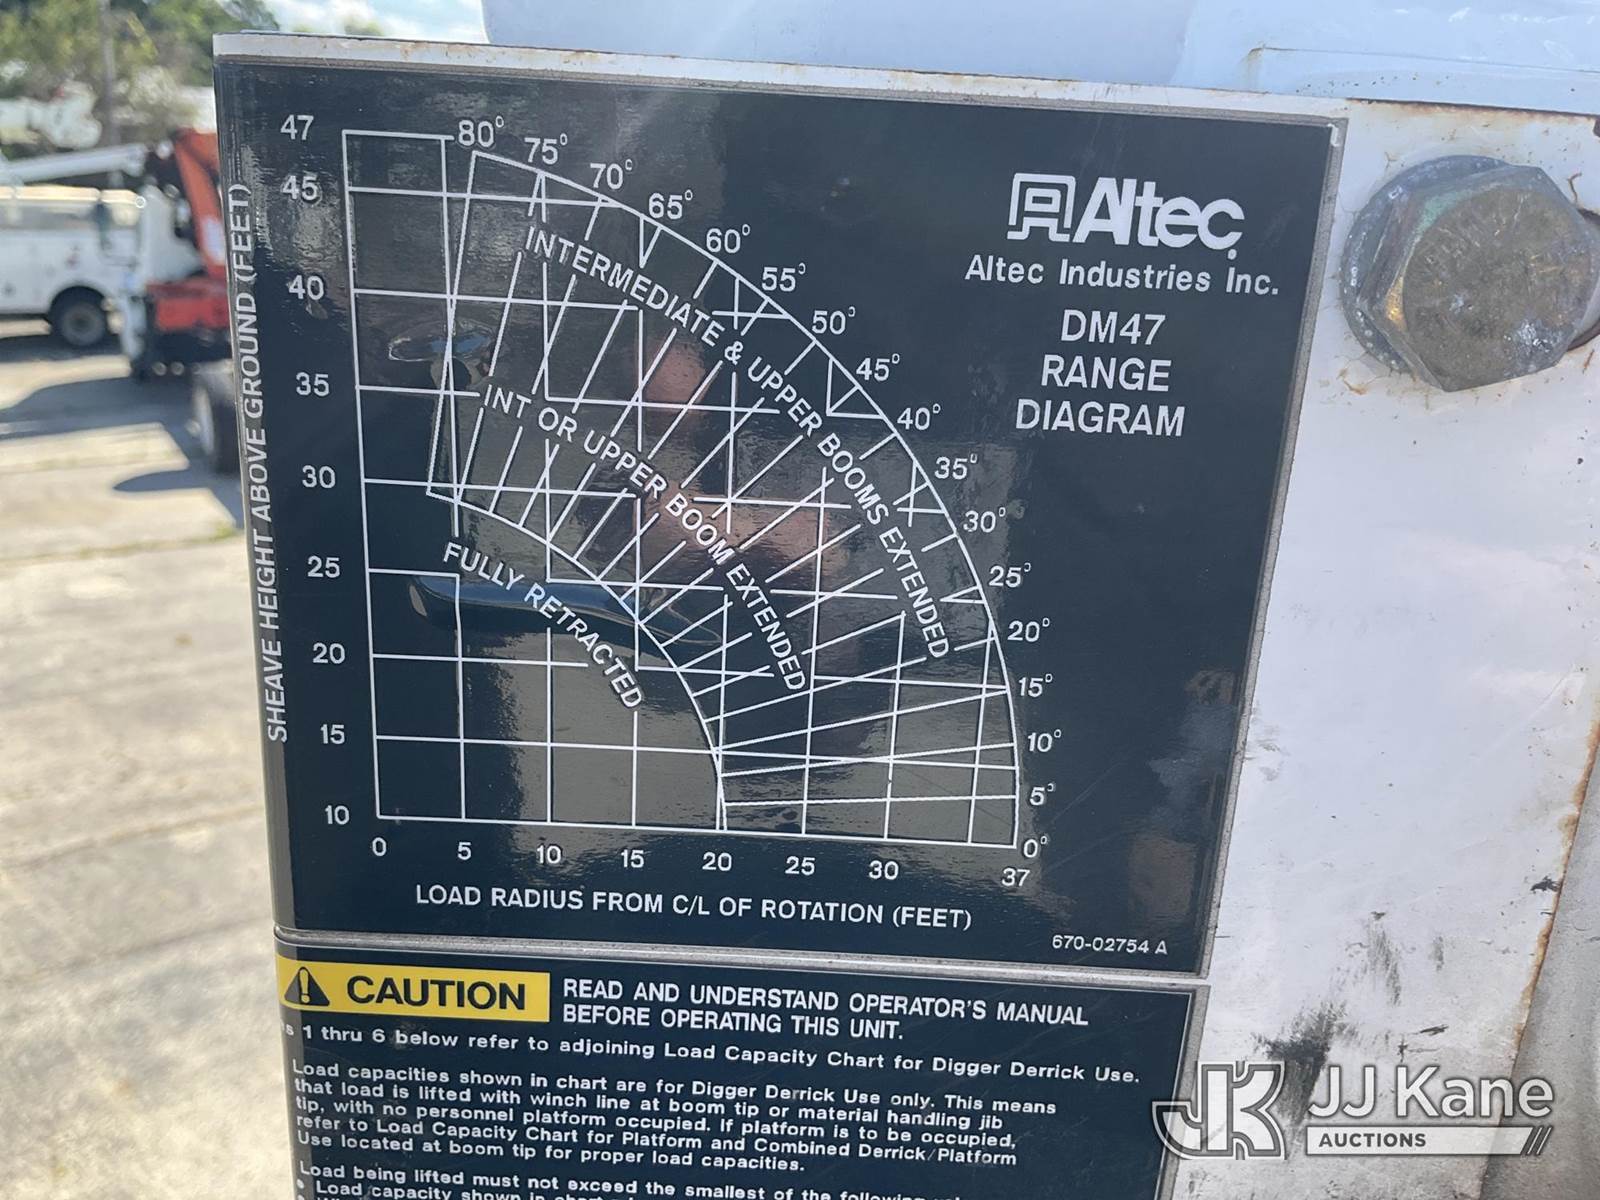 47
45
40
35
30
25
20
15
10
SHEAVE HEIGHT ABOVE GROUND (FEET)
80°
75°
70°
65°
60°
55°
50°
45°
40°
35°
30°
25°
20°
15°
10°
5°
0°
INTERMEDIATE & UPPER BOOMS EXTENDED
INT OR UPPER BOOM EXTENDED
FULLY RETRACTED
Altec
Altec Industries Inc.
DM47
RANGE
DIAGRAM
0 5 10 15 20 25 30 37
LOAD RADIUS FROM C/L OF ROTATION (FEET)
670-02754 A
CAUTION
READ AND UNDERSTAND OPERATOR'S MANUAL
BEFORE OPERATING THIS UNIT.
1 thru 6 below refer to adjoining Load Capacity Chart for Digger Derrick Use.
Load capacities shown in chart are for Digger Derrick Use only. This means
that load is lifted with winch line at boom tip or material handling jib
tip, with no personnel platform occupied. If platform is to be occupied,
refer to Load Capacity Chart for Platform and Combined Derrick/Platform
Use located at boom tip for proper load capacities.
Load being lifted must not exceed the smallest of the following
• Load capacity shown in
JK JJ Kane
AUCTIONS